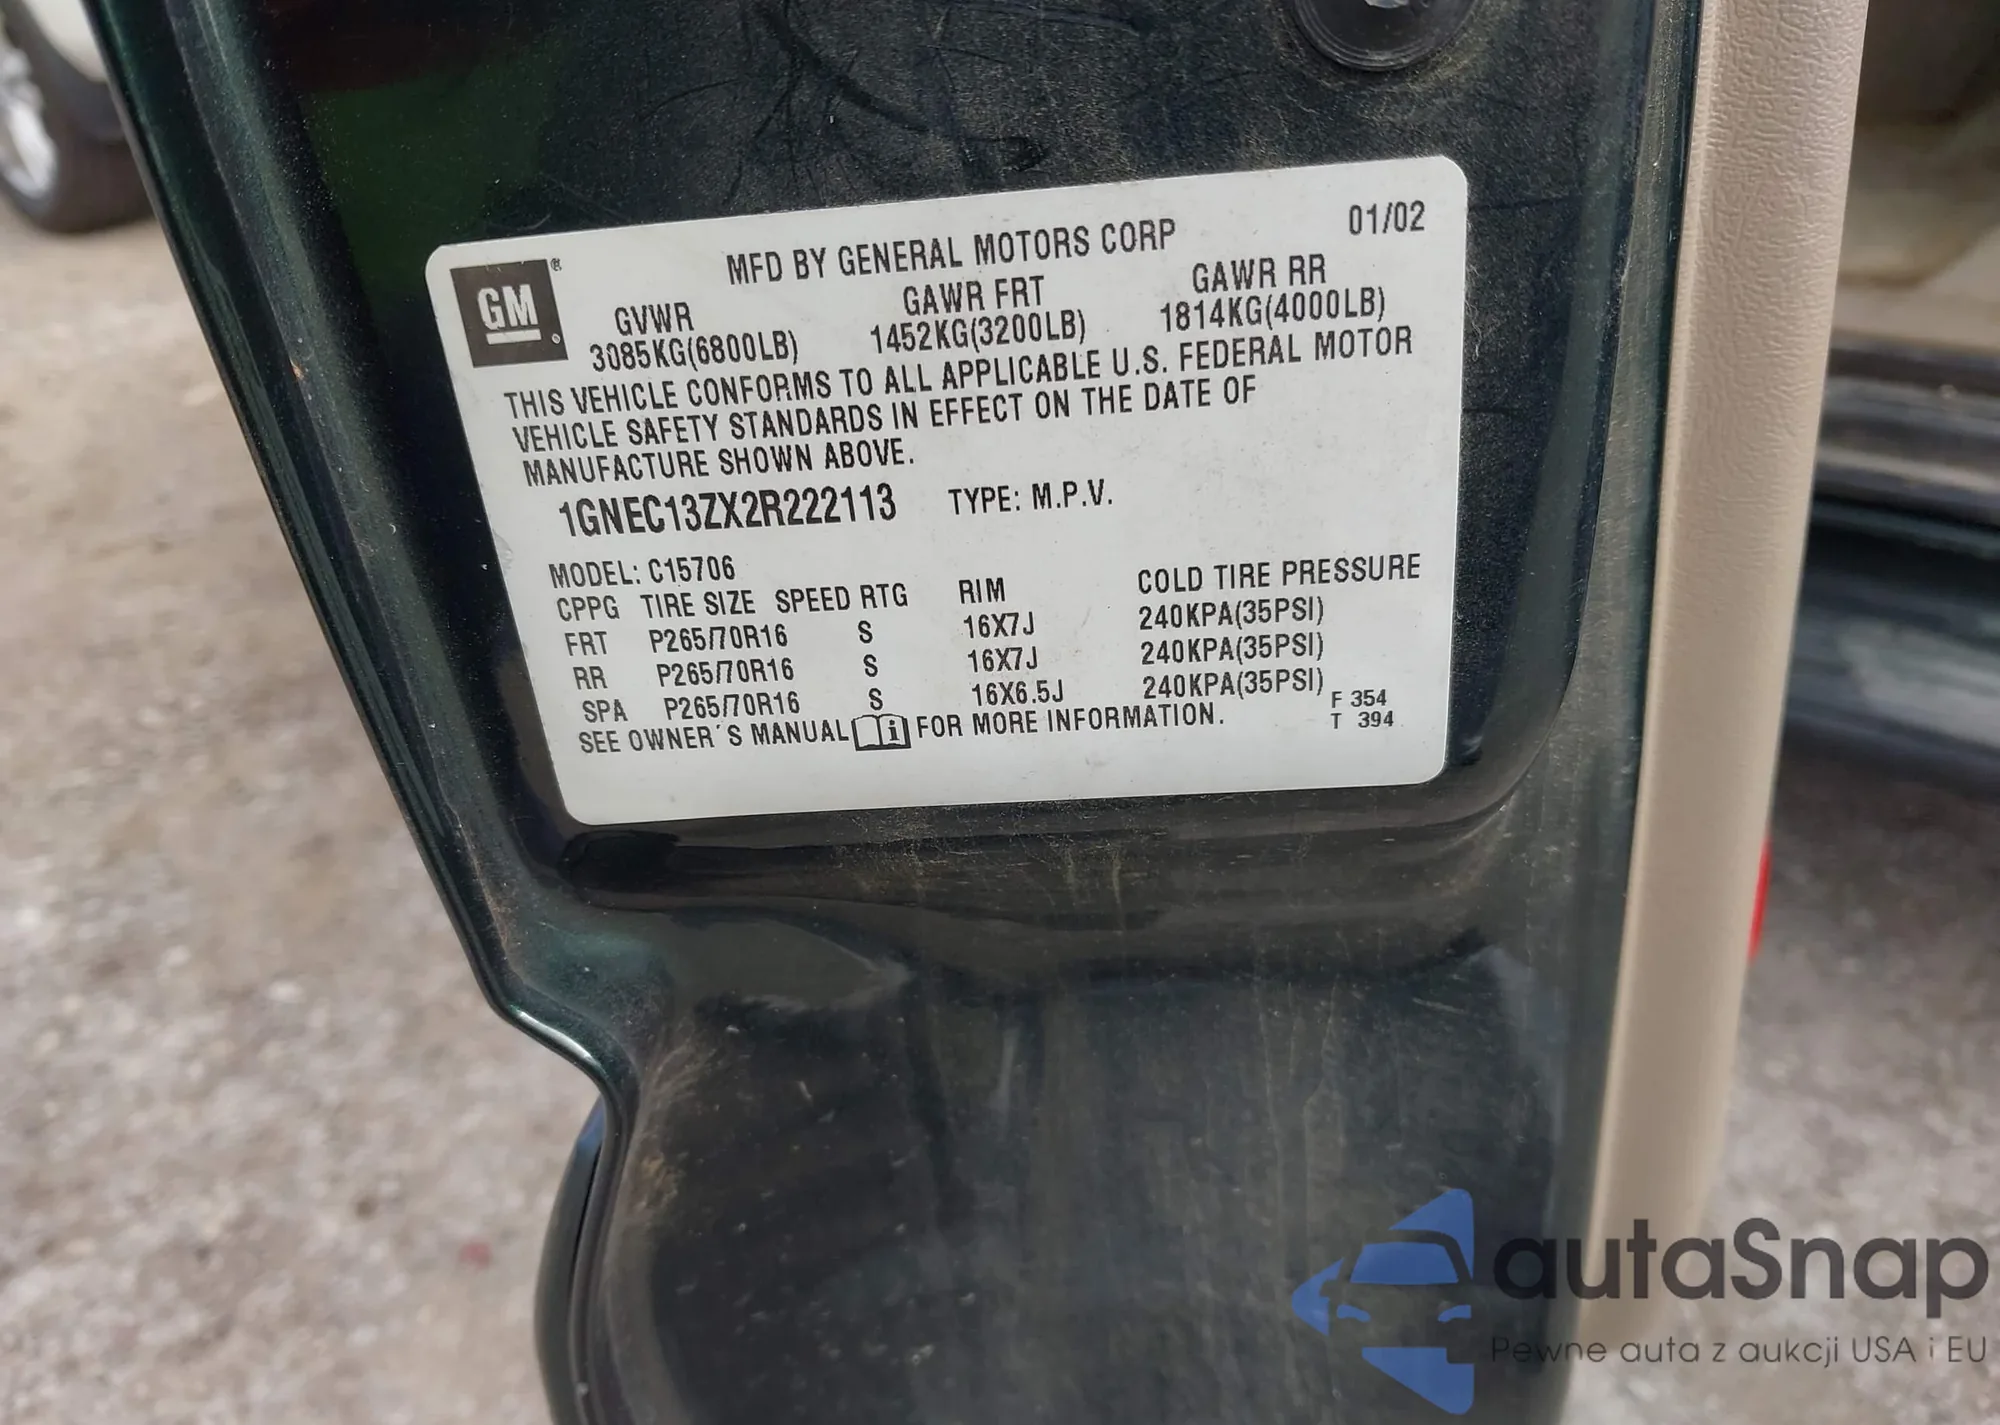 GM
MFD BY GENERAL MOTORS CORP 01/02
GVWR GAWR FRT GAWR RR
3085KG(6800LB) 1452KG(3200LB) 1814KG(4000LB)
THIS VEHICLE CONFORMS TO ALL APPLICABLE U.S. FEDERAL MOTOR
VEHICLE SAFETY STANDARDS IN EFFECT ON THE DATE OF
MANUFACTURE SHOWN ABOVE.
1GNEC13ZX2R222113 TYPE: M.P.V.
MODEL: C15706
CPPG TIRE SIZE SPEED RTG RIM COLD TIRE PRESSURE
FRT P265/70R16 S 16X7J 240KPA(35PSI)
RR P265/70R16 S 16X7J 240KPA(35PSI)
SPA P265/70R16 S 16X6.5J 240KPA(35PSI) F 354
SEE OWNER'S MANUAL FOR MORE INFORMATION. T 394
autaSnap
Pewne auta z aukcji USA i EU